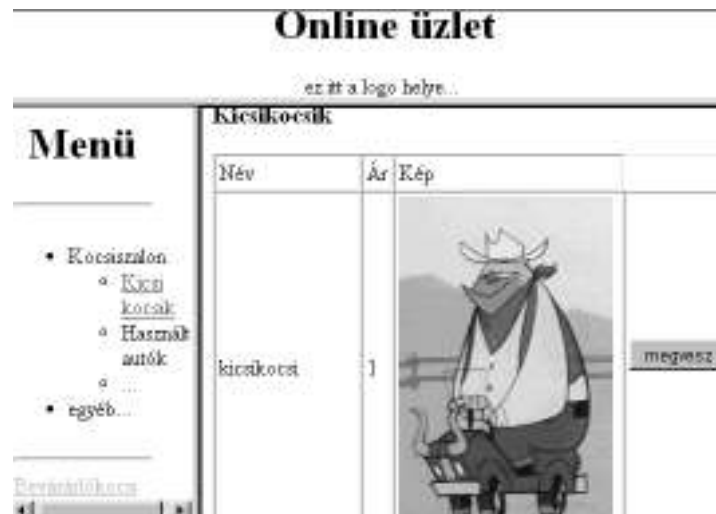 Online üzlet
ez itt a logo helye...
Menü
Kocsiszalon
Kicsi
kocsik
Használt
autók
...
egyéb...
Bevásárlókocsi
Kicsikocsik
Név Ár Kép
kicsikocsi 1 megvesz